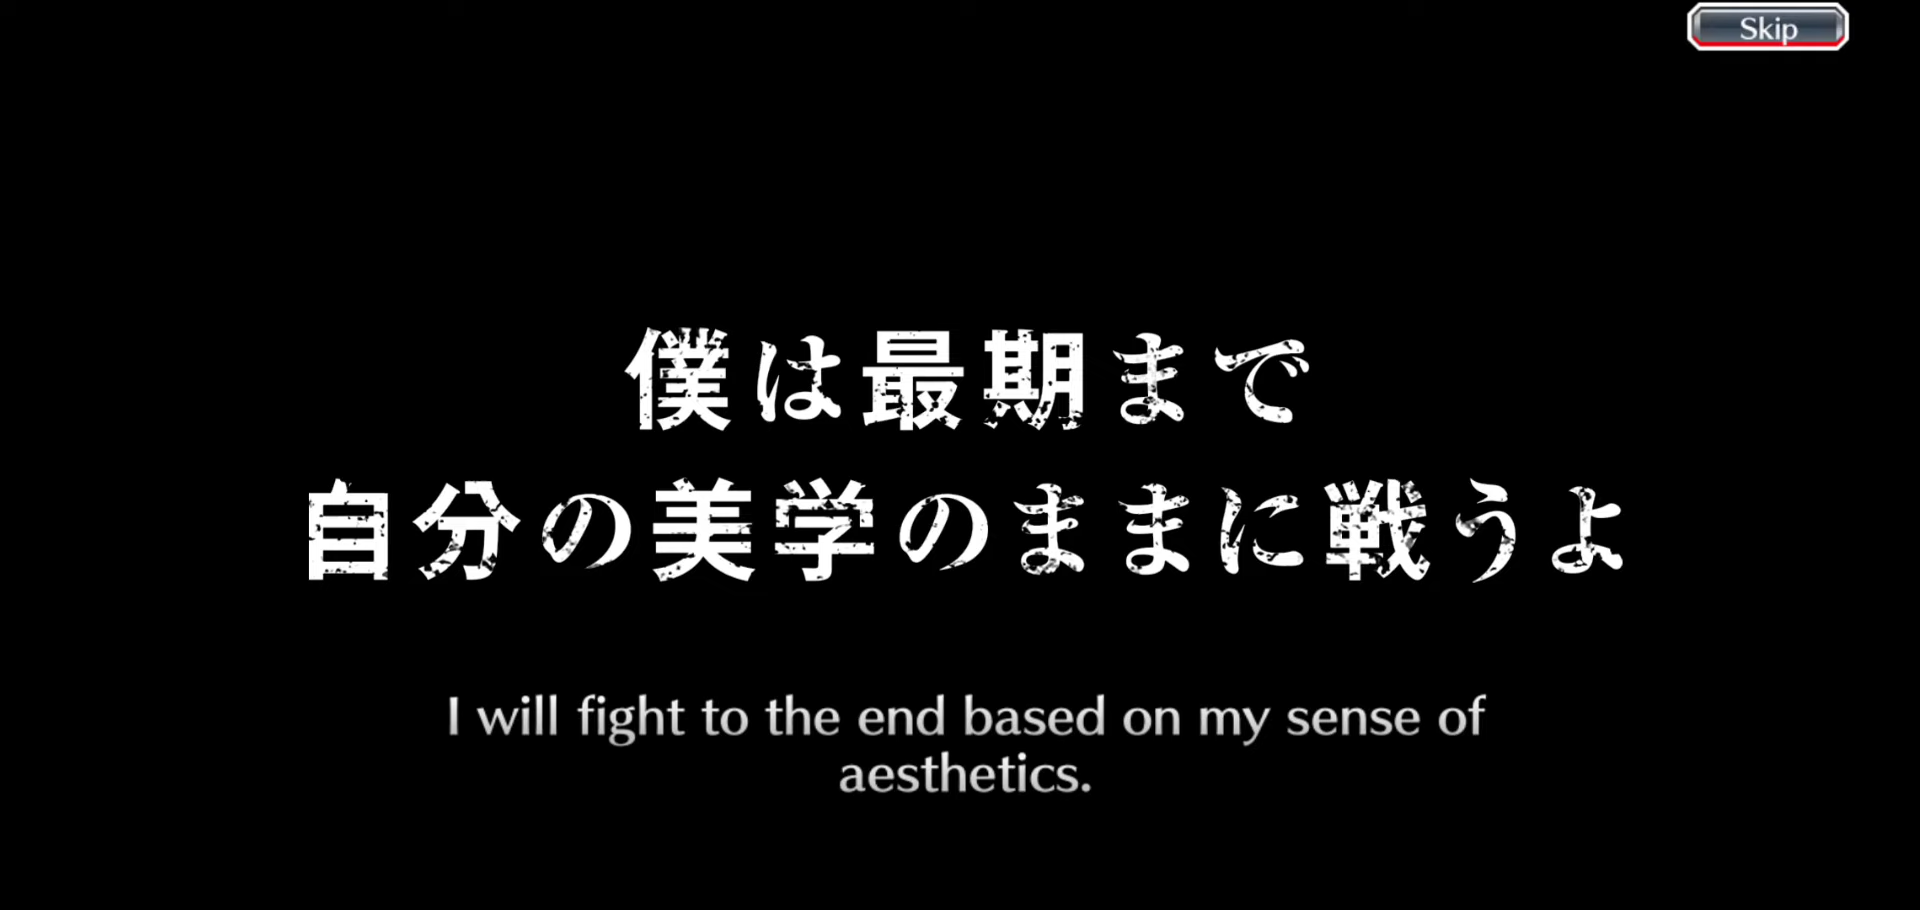 Skip
僕は最期まで
自分の美学のままに戦うよ
I will fight to the end based on my sense of
aesthetics.